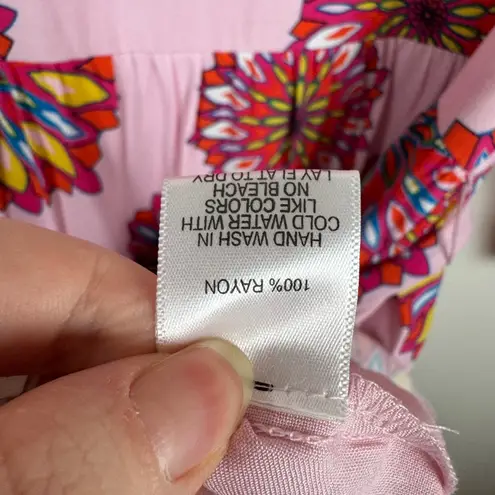 100% RAYON
HAND WASH IN
COLD WATER WITH
LIKE COLORS
NO BLEACH
LAY FLAT TO DRY